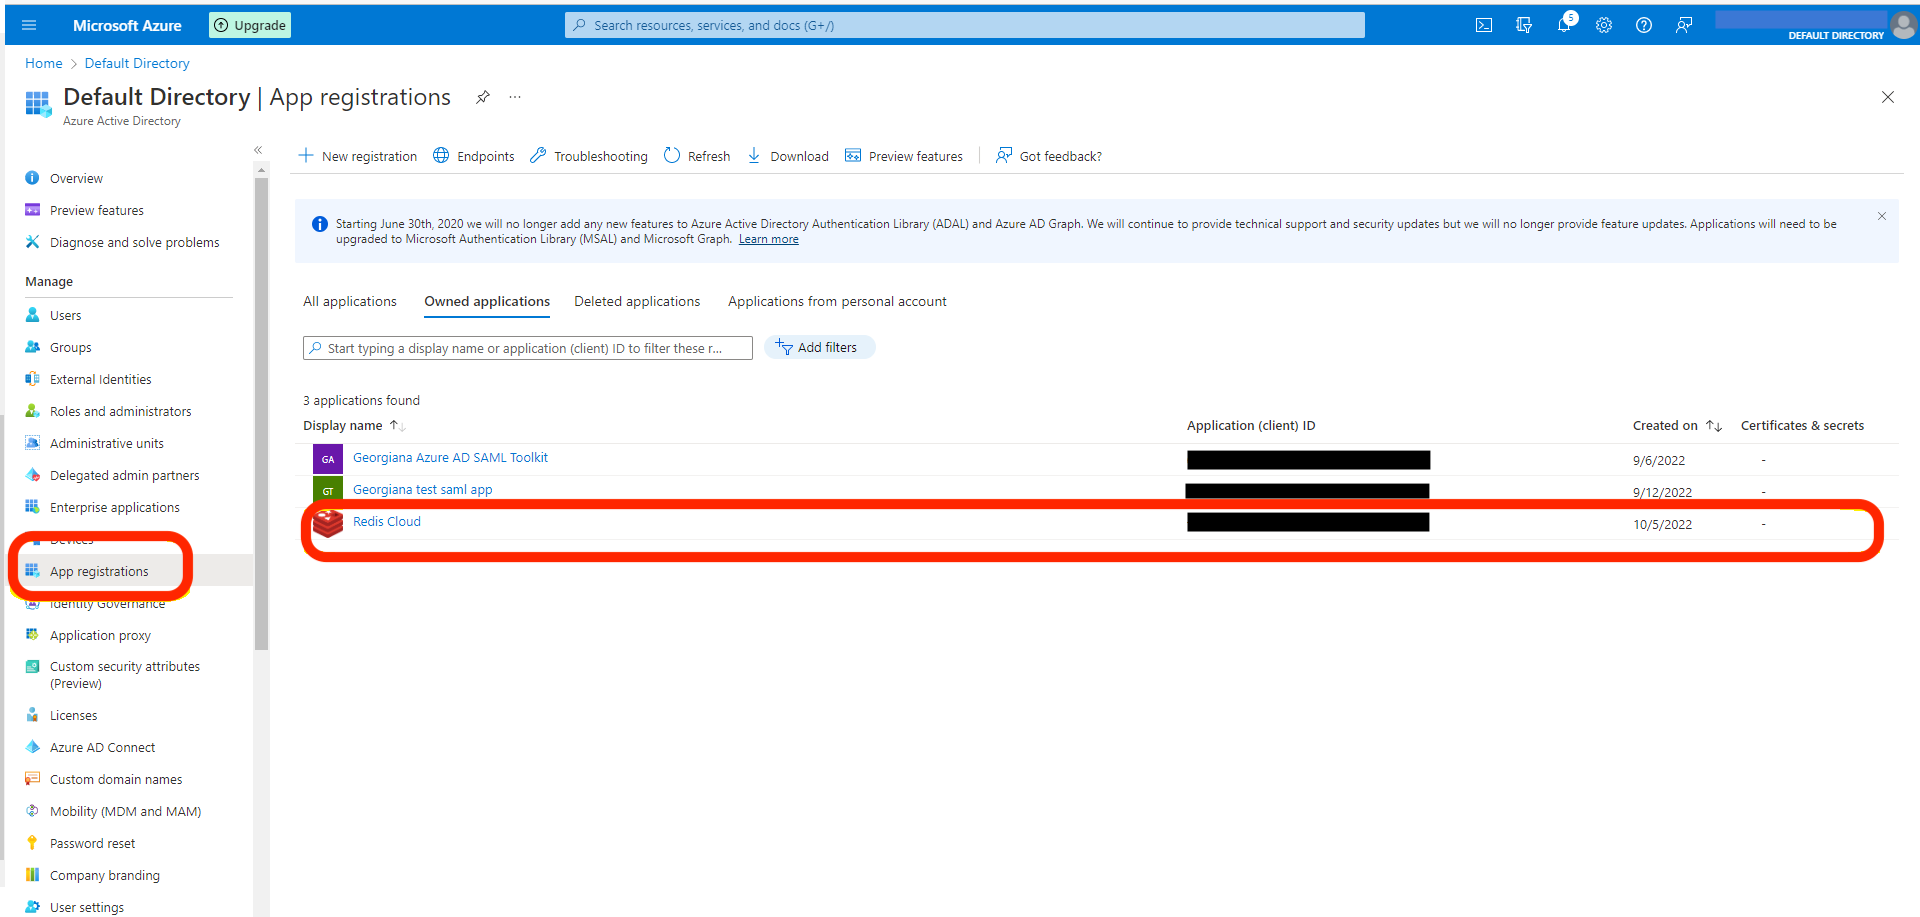 Microsoft Azure
Upgrade
Search resources, services, and docs (G+/)
5
DEFAULT DIRECTORY
Home > Default Directory
Default Directory | App registrations
Azure Active Directory
New registration
Endpoints
Troubleshooting
Refresh
Download
Preview features
Got feedback?
Overview
Preview features
Diagnose and solve problems
Manage
Users
Groups
External Identities
Roles and administrators
Administrative units
Delegated admin partners
Enterprise applications
Devices
App registrations
Identity Governance
Application proxy
Custom security attributes
(Preview)
Licenses
Azure AD Connect
Custom domain names
Mobility (MDM and MAM)
Password reset
Company branding
User settings
Starting June 30th, 2020 we will no longer add any new features to Azure Active Directory Authentication Library (ADAL) and Azure AD Graph. We will continue to provide technical support and security updates but we will no longer provide feature updates. Applications will need to be
upgraded to Microsoft Authentication Library (MSAL) and Microsoft Graph. Learn more
All applications
Owned applications
Deleted applications
Applications from personal account
Start typing a display name or application (client) ID to filter these r...
Add filters
3 applications found
Display name
Application (client) ID
Created on
Certificates & secrets
GA Georgiana Azure AD SAML Toolkit 9/6/2022 -
GT Georgiana test saml app 9/12/2022 -
Redis Cloud 10/5/2022 -